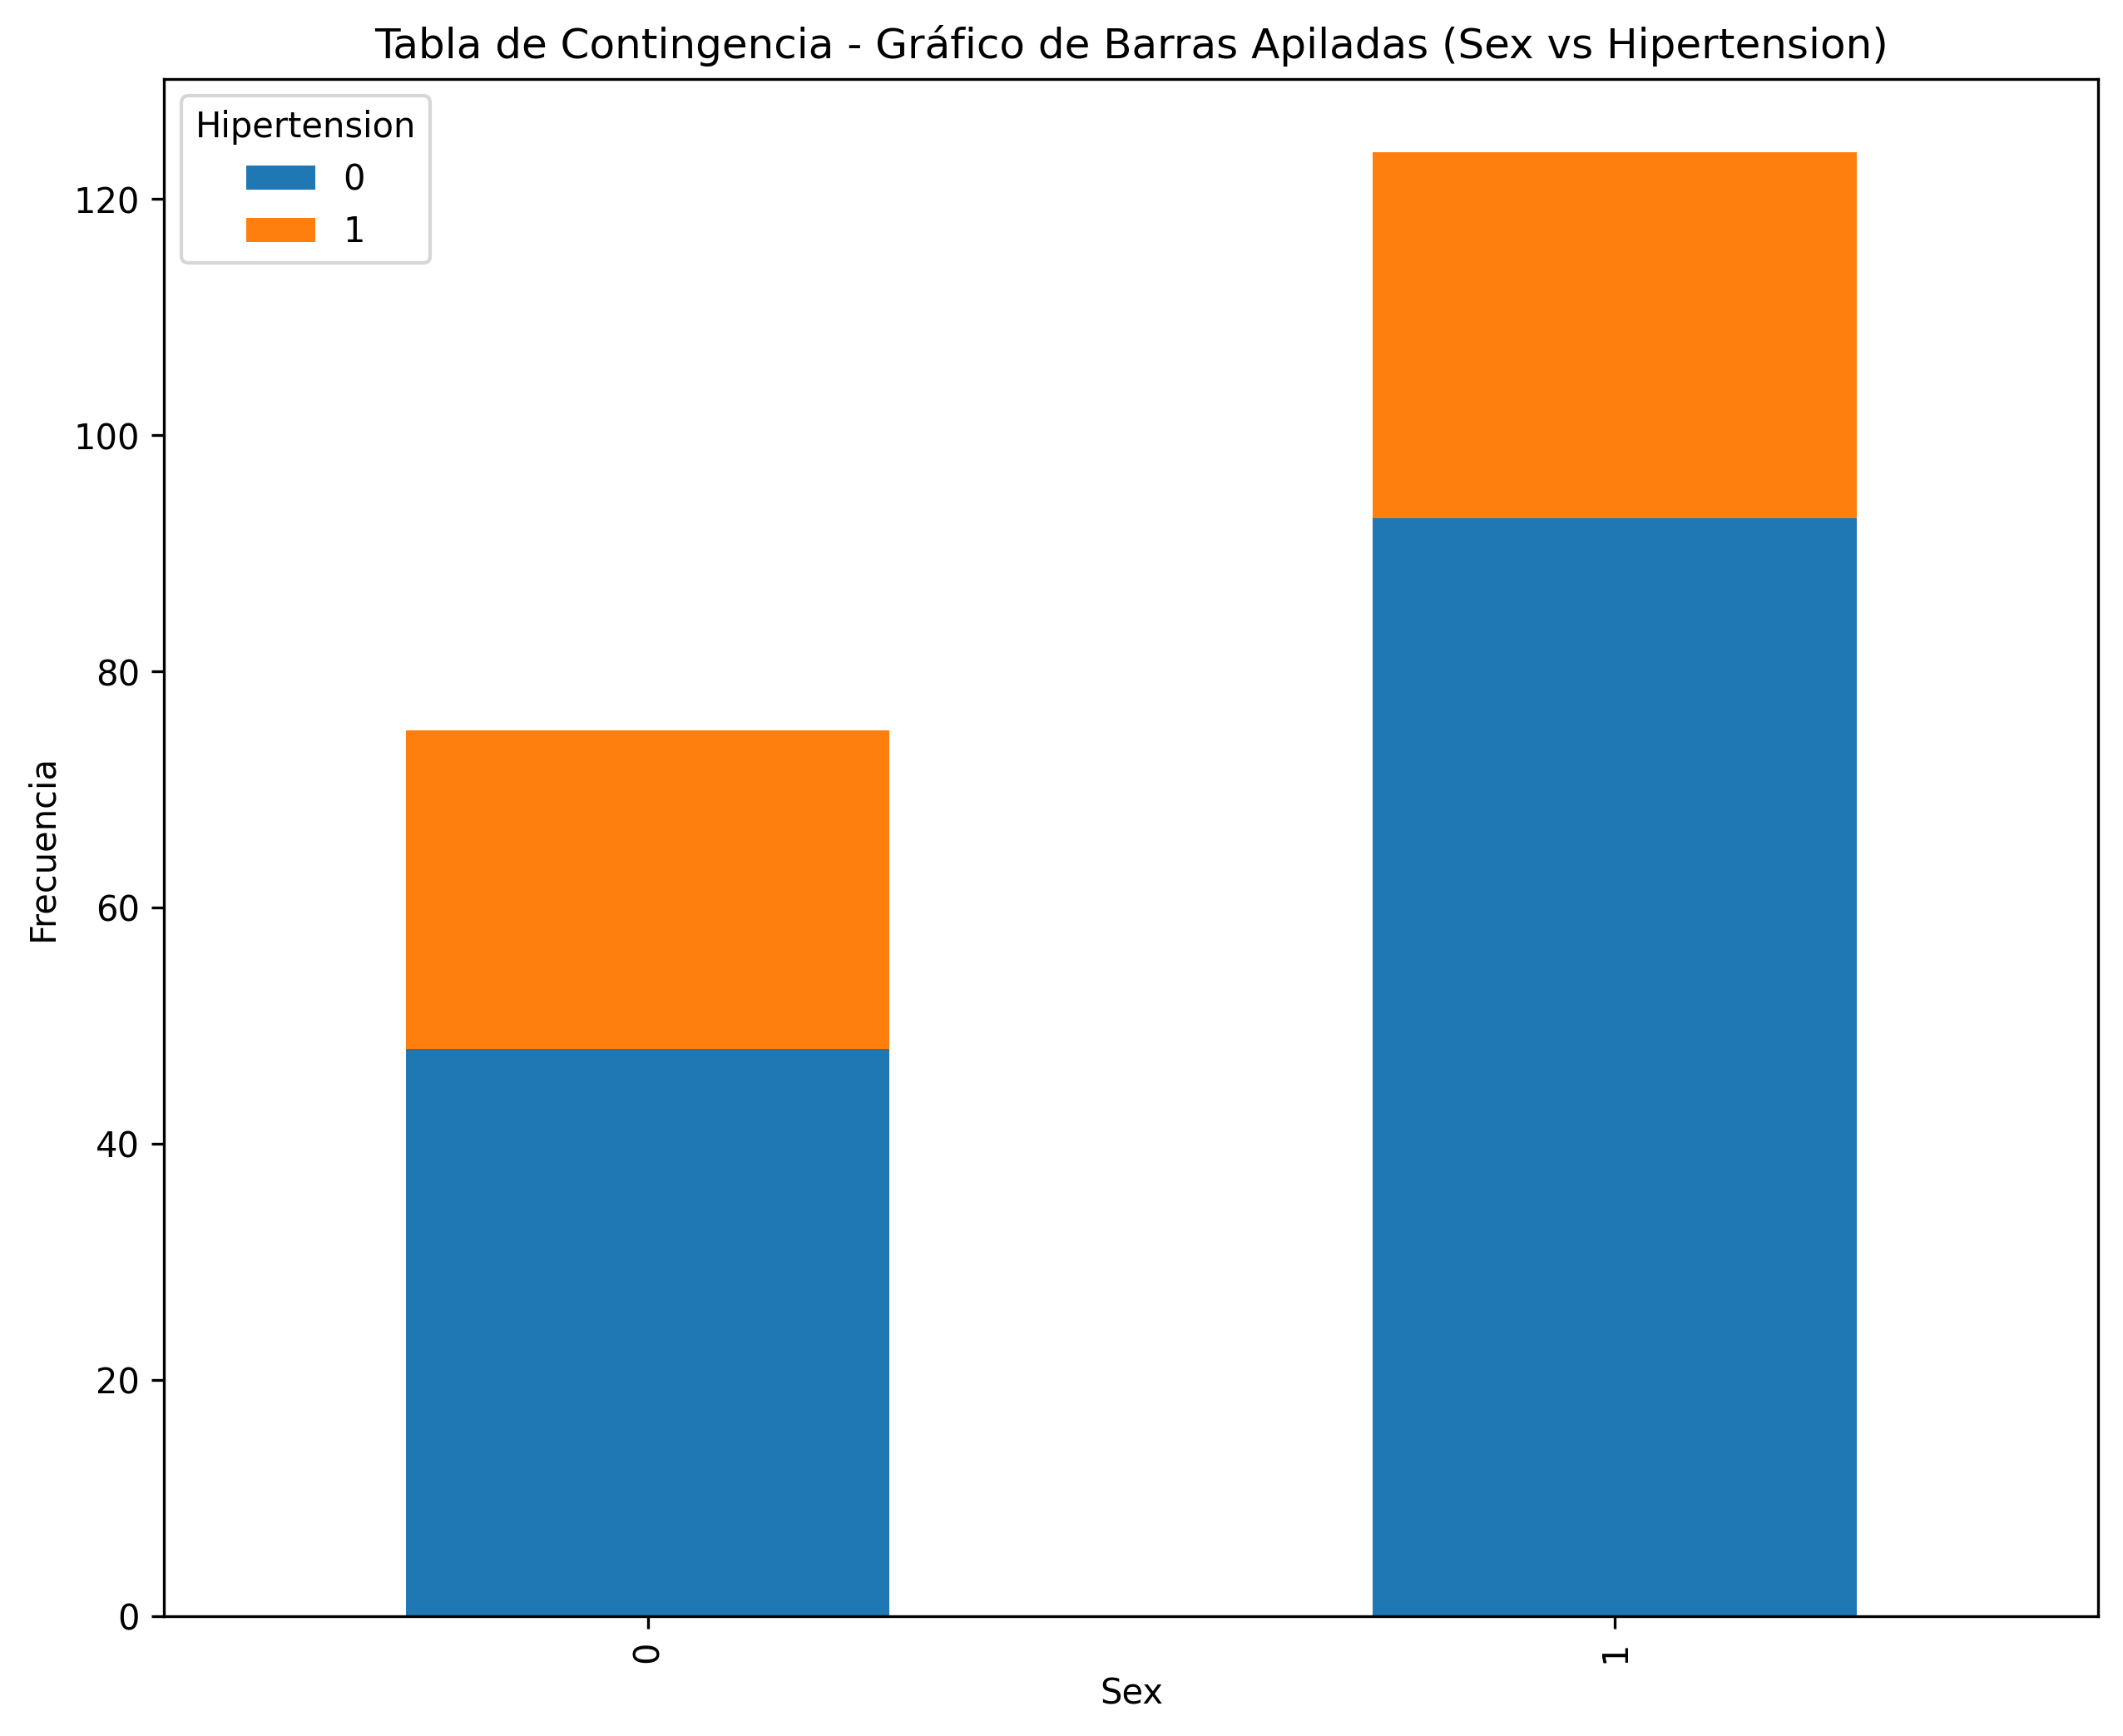 Tabla de Contingencia - Gráfico de Barras Apiladas (Sex vs Hipertension)
Hipertension
0
1
120
100
80
60
40
20
0
Frecuencia
0
1
Sex